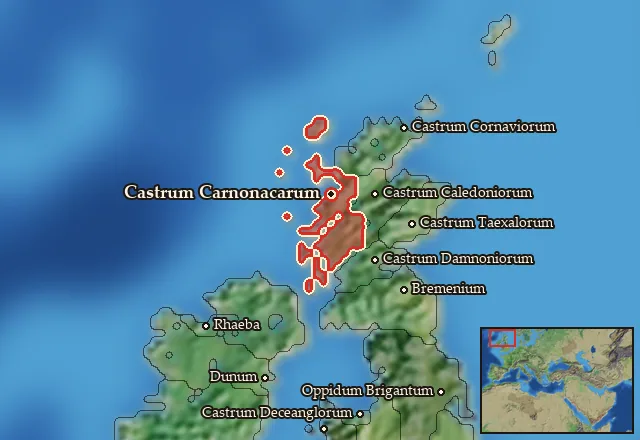 Castrum Cornaviorum
Castrum Carnonacarum
Castrum Caledoniorum
Castrum Taexalorum
Castrum Damnoniorum
Bremenium
Rhaeba
Dunum
Oppidum Brigantum
Castrum Deceanglorum